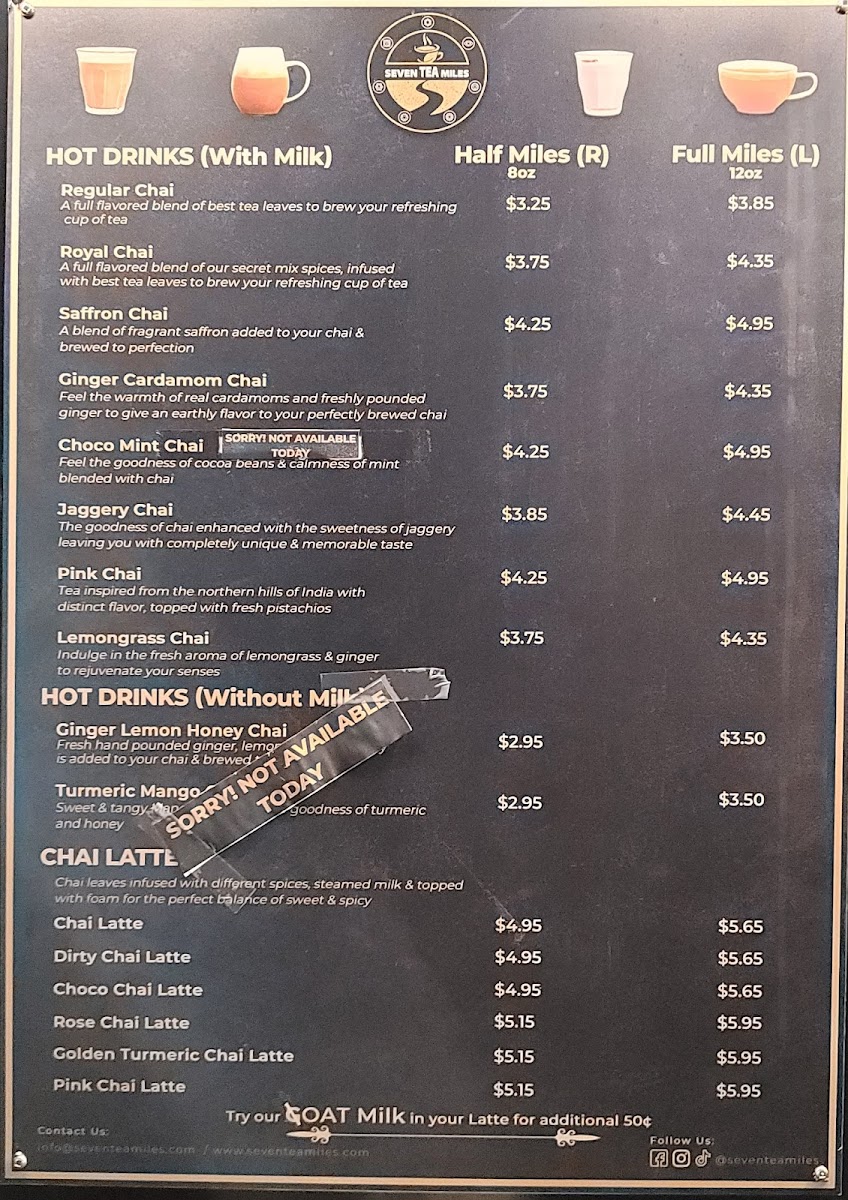 SEVEN TEA MILES
HOT DRINKS (With Milk) Half Miles (R) Full Miles (L)
8oz 12oz
Regular Chai
A full flavored blend of best tea leaves to brew your refreshing $3.25 $3.85
cup of tea
Royal Chai
A full flavored blend of our secret mix spices, infused $3.75 $4.35
with best tea leaves to brew your refreshing cup of tea
Saffron Chai
A blend of fragrant saffron added to your chai & $4.25 $4.95
brewed to perfection
Ginger Cardamom Chai
Feel the warmth of real cardamoms and freshly pounded $3.75 $4.35
ginger to give an earthly flavor to your perfectly brewed chai
Choco Mint Chai SORRY! NOT AVAILABLE
TODAY $4.25 $4.95
Feel the goodness of cocoa beans & calmness of mint
blended with chai
Jaggery Chai $3.85 $4.45
The goodness of chai enhanced with the sweetness of jaggery
leaving you with completely unique & memorable taste
Pink Chai $4.25 $4.95
Tea inspired from the northern hills of India with
distinct flavor, topped with fresh pistachios
Lemongrass Chai $3.75 $4.35
Indulge in the fresh aroma of lemongrass & ginger
to rejuvenate your senses
HOT DRINKS (Without Milk)
Ginger Lemon Honey Chai $2.95 $3.50
Fresh hand pounded ginger,
is added to your chai & brewed
SORRY! NOT AVAILABLE
TODAY
Turmeric Mango $2.95 $3.50
Sweet & tangy goodness of turmeric
and honey
CHAI LATTE
Chai leaves infused with different spices, steamed milk & topped
with foam for the perfect balance of sweet & spicy
Chai Latte $4.95 $5.65
Dirty Chai Latte $4.95 $5.65
Choco Chai Latte $4.95 $5.65
Rose Chai Latte $5.15 $5.95
Golden Turmeric Chai Latte $5.15 $5.95
Pink Chai Latte $5.15 $5.95
Try our GOAT Milk in your Latte for additional 50¢
Contact Us: Follow Us:
info@seventeamiles.com / www.seventeamiles.com @seventeamiles